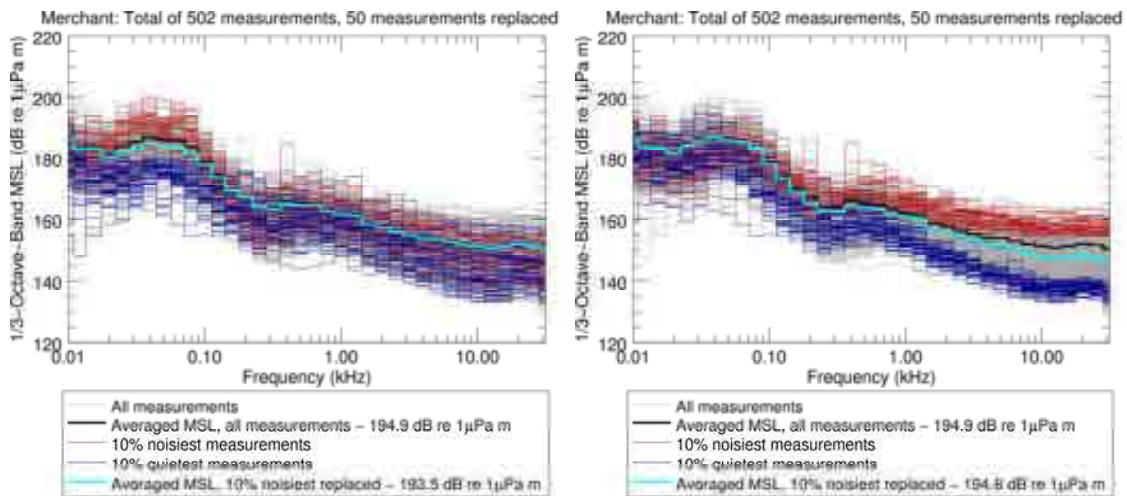 Merchant: Total of 502 measurements, 50 measurements replaced
220
200
180
160
140
120
1/3-Octave-Band MSL (dB re 1μPa m)
0.01 0.10 1.00 10.00
Frequency (kHz)
All measurements
Averaged MSL, all measurements - 194.9 dB re 1μPa m
10% noisiest measurements
10% quietest measurements
Averaged MSL, 10% noisiest replaced - 193.5 dB re 1μPa m
Merchant: Total of 502 measurements, 50 measurements replaced
220
200
180
160
140
120
1/3-Octave-Band MSL (dB re 1μPa m)
0.01 0.10 1.00 10.00
Frequency (kHz)
All measurements
Averaged MSL, all measurements - 194.9 dB re 1μPa m
10% noisiest measurements
10% quietest measurements
Averaged MSL, 10% noisiest replaced - 194.8 dB re 1μPa m